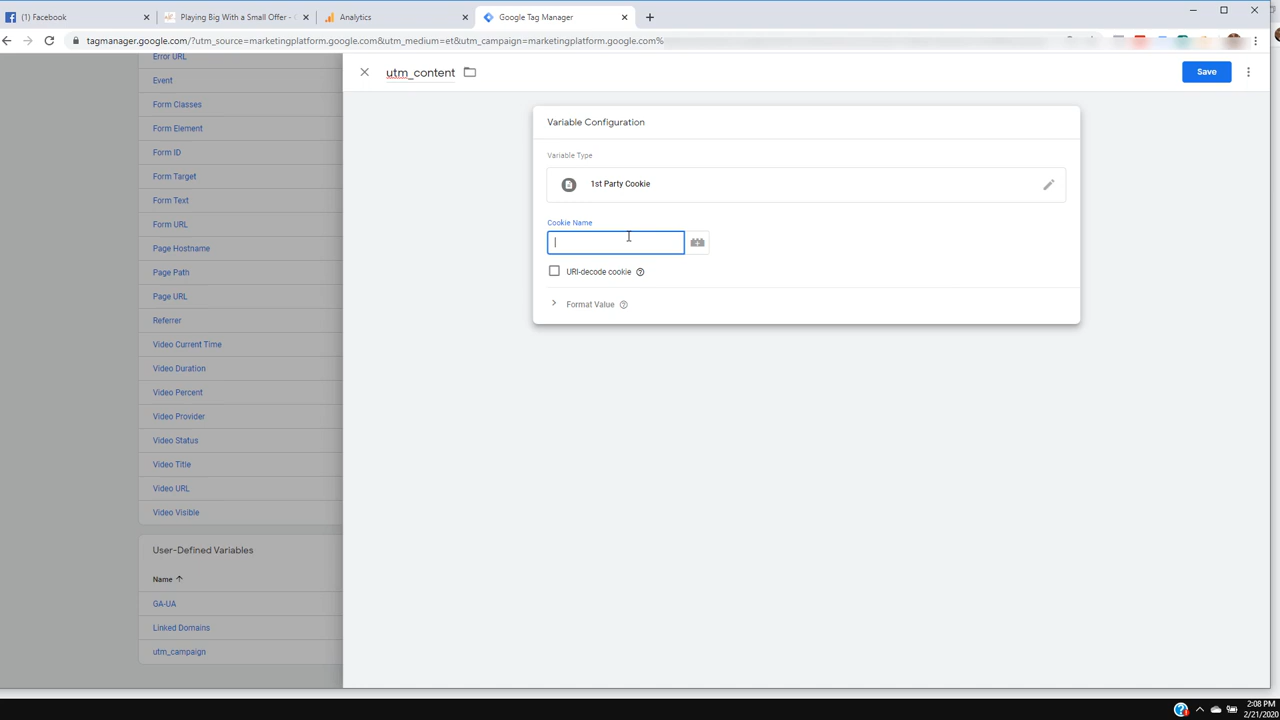 (1) Facebook
Playing Big With a Small Offer - 
Analytics
Google Tag Manager
tagmanager.google.com/?utm_source=marketingplatform.google.com&utm_medium=et&utm_campaign=marketingplatform.google.com%
Error URL
Event
Form Classes
Form Element
Form ID
Form Target
Form Text
Form URL
Page Hostname
Page Path
Page URL
Referrer
Video Current Time
Video Duration
Video Percent
Video Provider
Video Status
Video Title
Video URL
Video Visible
User-Defined Variables
Name
GA-UA
Linked Domains
utm_campaign
utm_content
Save
Variable Configuration
Variable Type
1st Party Cookie
Cookie Name
URI-decode cookie
Format Value
2:08 PM
2/21/2020